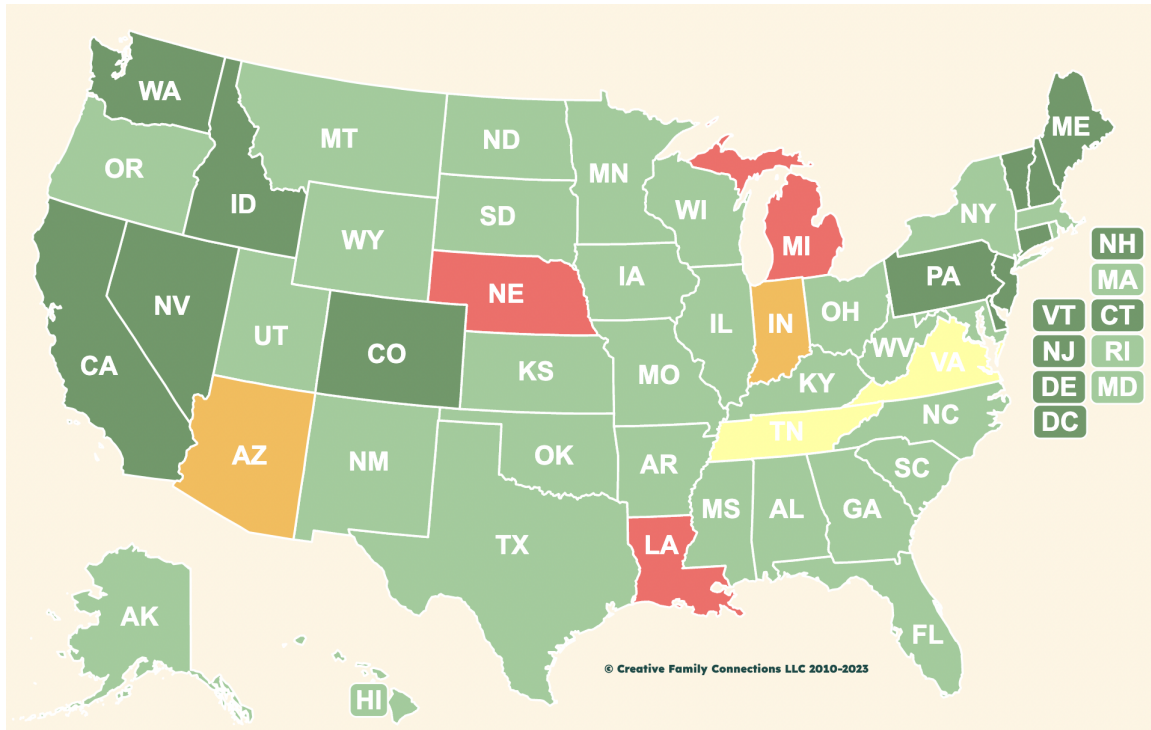 WA
ME
MT
ND
MN
OR
ID
SD
WI
NY
WY
MI
NH
IA
PA
MA
NE
NV
OH
VT
CT
IL
IN
UT
CO
WV
NJ
RI
CA
KS
MO
VA
KY
DE
MD
NC
DC
TN
AZ
NM
OK
AR
SC
MS
AL
GA
TX
LA
AK
FL
© Creative Family Connections LLC 2010-2023
HI